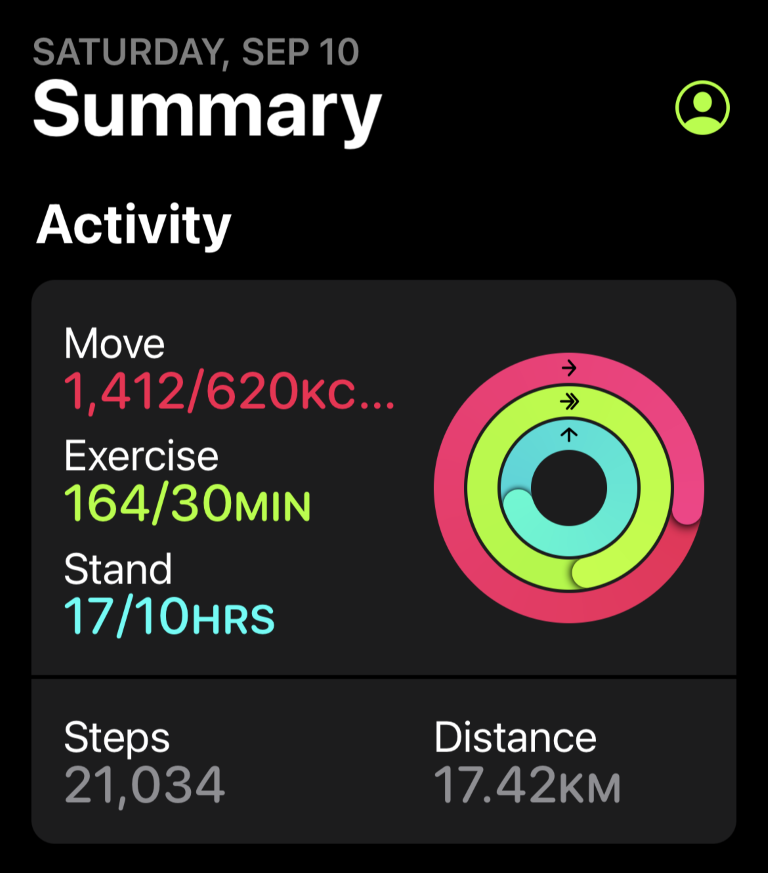 SATURDAY, SEP 10
Summary
Activity
Move
1,412/620KC...
Exercise
164/30MIN
Stand
17/10HRS
Steps
21,034
Distance
17.42KM